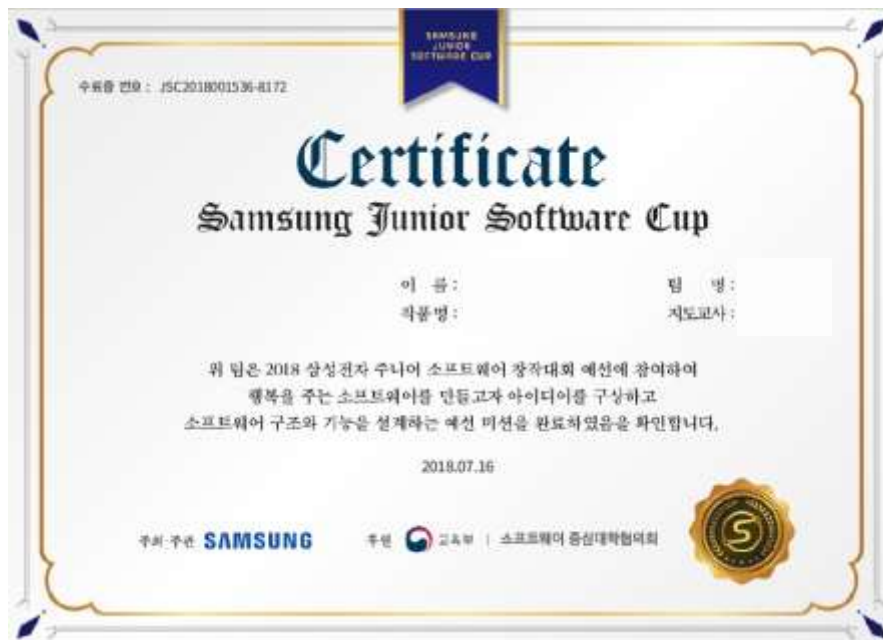 SAMSUNG
JUNIOR
SOFTWARE CUP
수료증 번호 : JSC2018001536-8172
Certificate
Samsung Junior Software Cup
이 름 :
팀 명 :
작품명 :
지도교사 :
위 팀은 2018 삼성전자 주니어 소프트웨어 창작대회 예선에 참여하여
행복을 주는 소프트웨어를 만들고자 아이디어를 구상하고
소프트웨어 구조와 기능을 설계하는 예선 미션을 완료하였음을 확인합니다.
2018.07.16
주최·주관 SAMSUNG 후원 교육부 | 소프트웨어 중심대학협의회
S